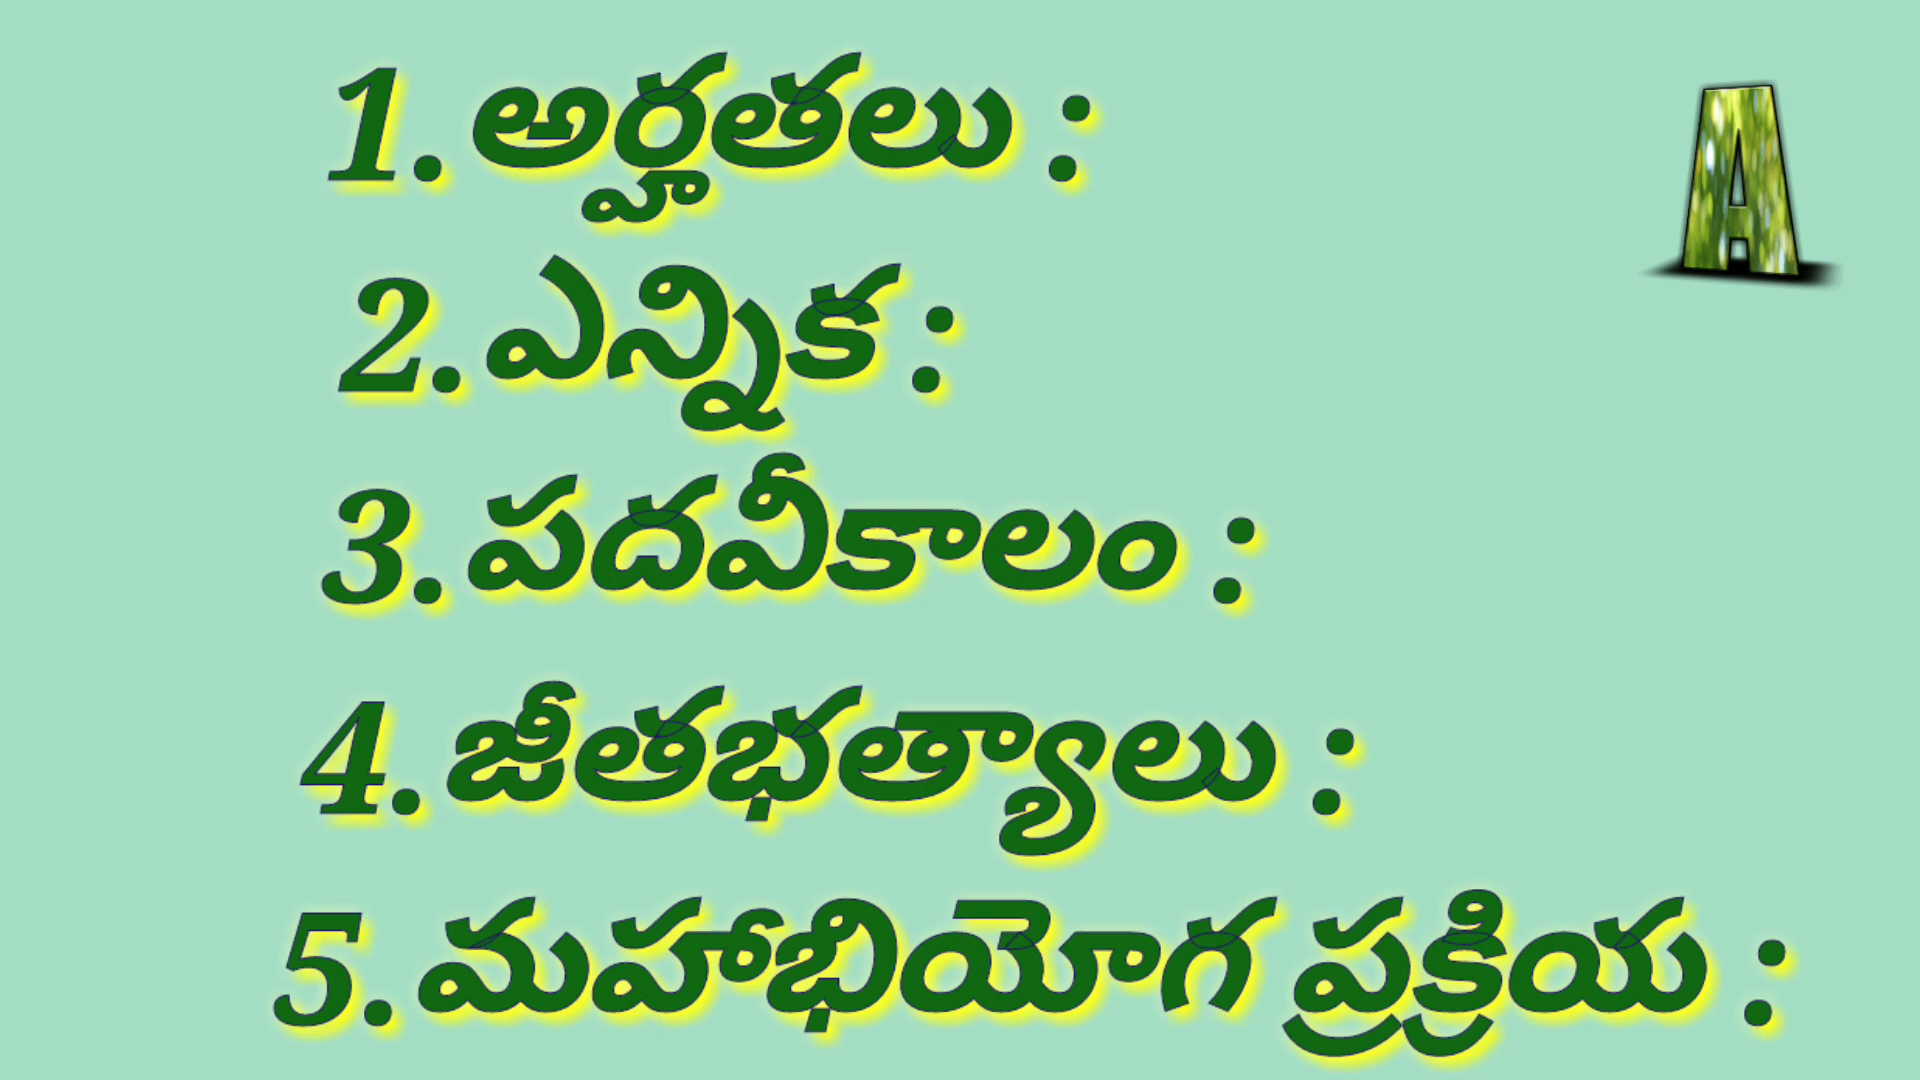 1.అర్హతలు :
A
2.ఎన్నిక :
3.పదవీకాలం :
4.జీతభత్యాలు :
5.మహాభియోగ ప్రక్రియ :